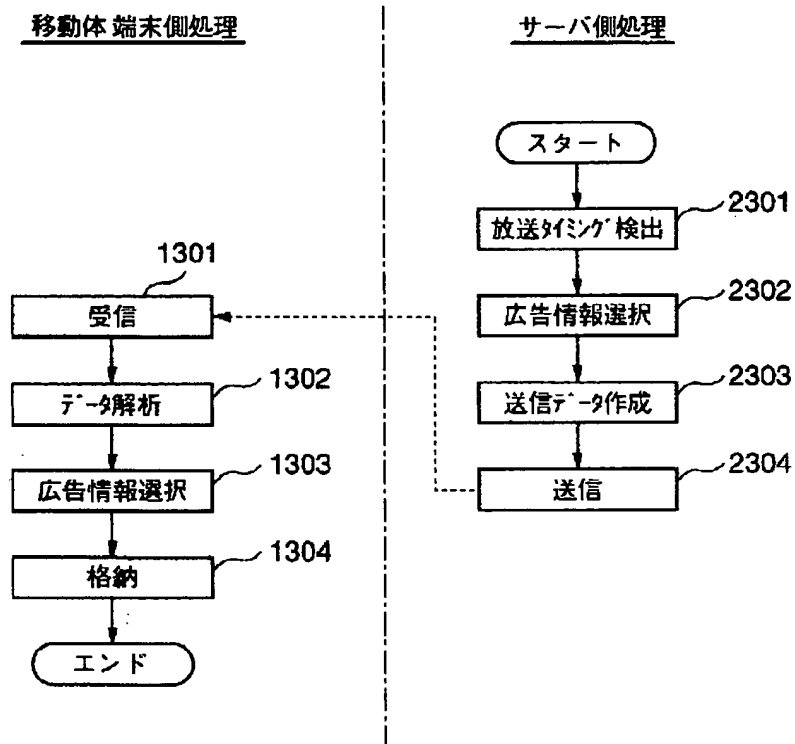 移動体端末側処理
サーバ側処理
スタート
2301
放送ﾀｲﾐﾝｸﾞ検出
2302
広告情報選択
2303
送信ﾃﾞｰﾀ作成
2304
送信
1301
受信
1302
ﾃﾞｰﾀ解析
1303
広告情報選択
1304
格納
エンド